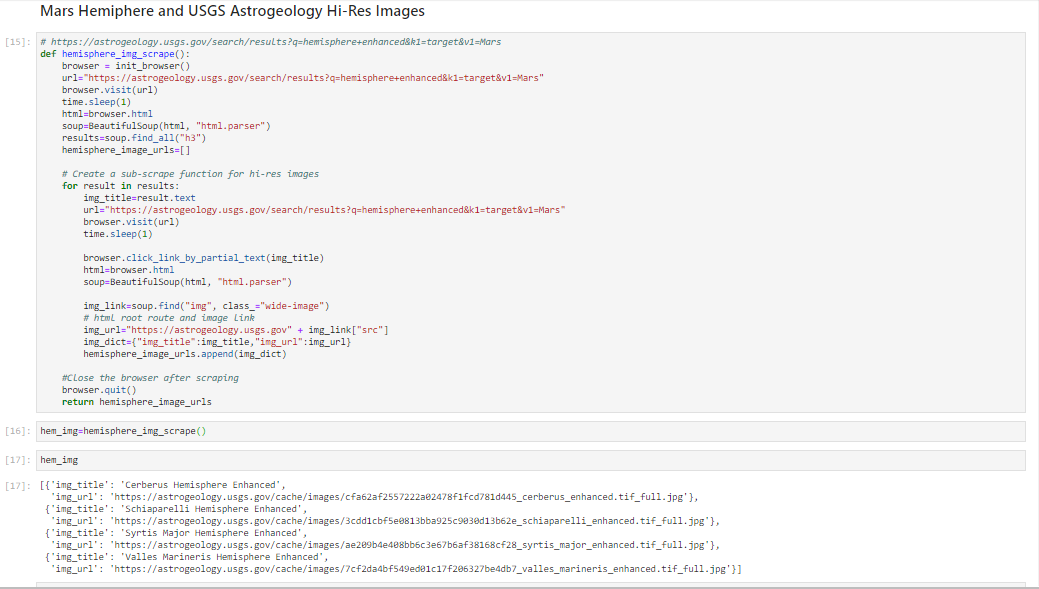 Mars Hemiphere and USGS Astrogeology Hi-Res Images
[15]: # https://astrogeology.usgs.gov/search/results?q=hemisphere+enhanced&k1=target&v1=Mars
def hemisphere_img_scrape():
    browser = init_browser()
    url="https://astrogeology.usgs.gov/search/results?q=hemisphere+enhanced&k1=target&v1=Mars"
    browser.visit(url)
    time.sleep(1)
    html=browser.html
    soup=BeautifulSoup(html, "html.parser")
    results=soup.find_all("h3")
    hemisphere_image_urls=[]
    # Create a sub-scrape function for hi-res images
    for result in results:
        img_title=result.text
        url="https://astrogeology.usgs.gov/search/results?q=hemisphere+enhanced&k1=target&v1=Mars"
        browser.visit(url)
        time.sleep(1)
        browser.click_link_by_partial_text(img_title)
        html=browser.html
        soup=BeautifulSoup(html, "html.parser")
        img_link=soup.find("img", class_="wide-image")
        # html root route and image link
        img_url="https://astrogeology.usgs.gov" + img_link["src"]
        img_dict={"img_title":img_title,"img_url":img_url}
        hemisphere_image_urls.append(img_dict)
    #Close the browser after scraping
    browser.quit()
    return hemisphere_image_urls
[16]: hem_img=hemisphere_img_scrape()
[17]: hem_img
[17]: [{'img_title': 'Cerberus Hemisphere Enhanced',
  'img_url': 'https://astrogeology.usgs.gov/cache/images/cfa62af2557222a02478f1fcd781d445_cerberus_enhanced.tif_full.jpg'},
 {'img_title': 'Schiaparelli Hemisphere Enhanced',
  'img_url': 'https://astrogeology.usgs.gov/cache/images/3cdd1cbf5e0813bba925c9030d13b62e_schiaparelli_enhanced.tif_full.jpg'},
 {'img_title': 'Syrtis Major Hemisphere Enhanced',
  'img_url': 'https://astrogeology.usgs.gov/cache/images/ae209b4e408bb6c3e67b6af38168cf28_syrtis_major_enhanced.tif_full.jpg'},
 {'img_title': 'Valles Marineris Hemisphere Enhanced',
  'img_url': 'https://astrogeology.usgs.gov/cache/images/7cf2da4bf549ed01c17f206327be4db7_valles_marineris_enhanced.tif_full.jpg'}]